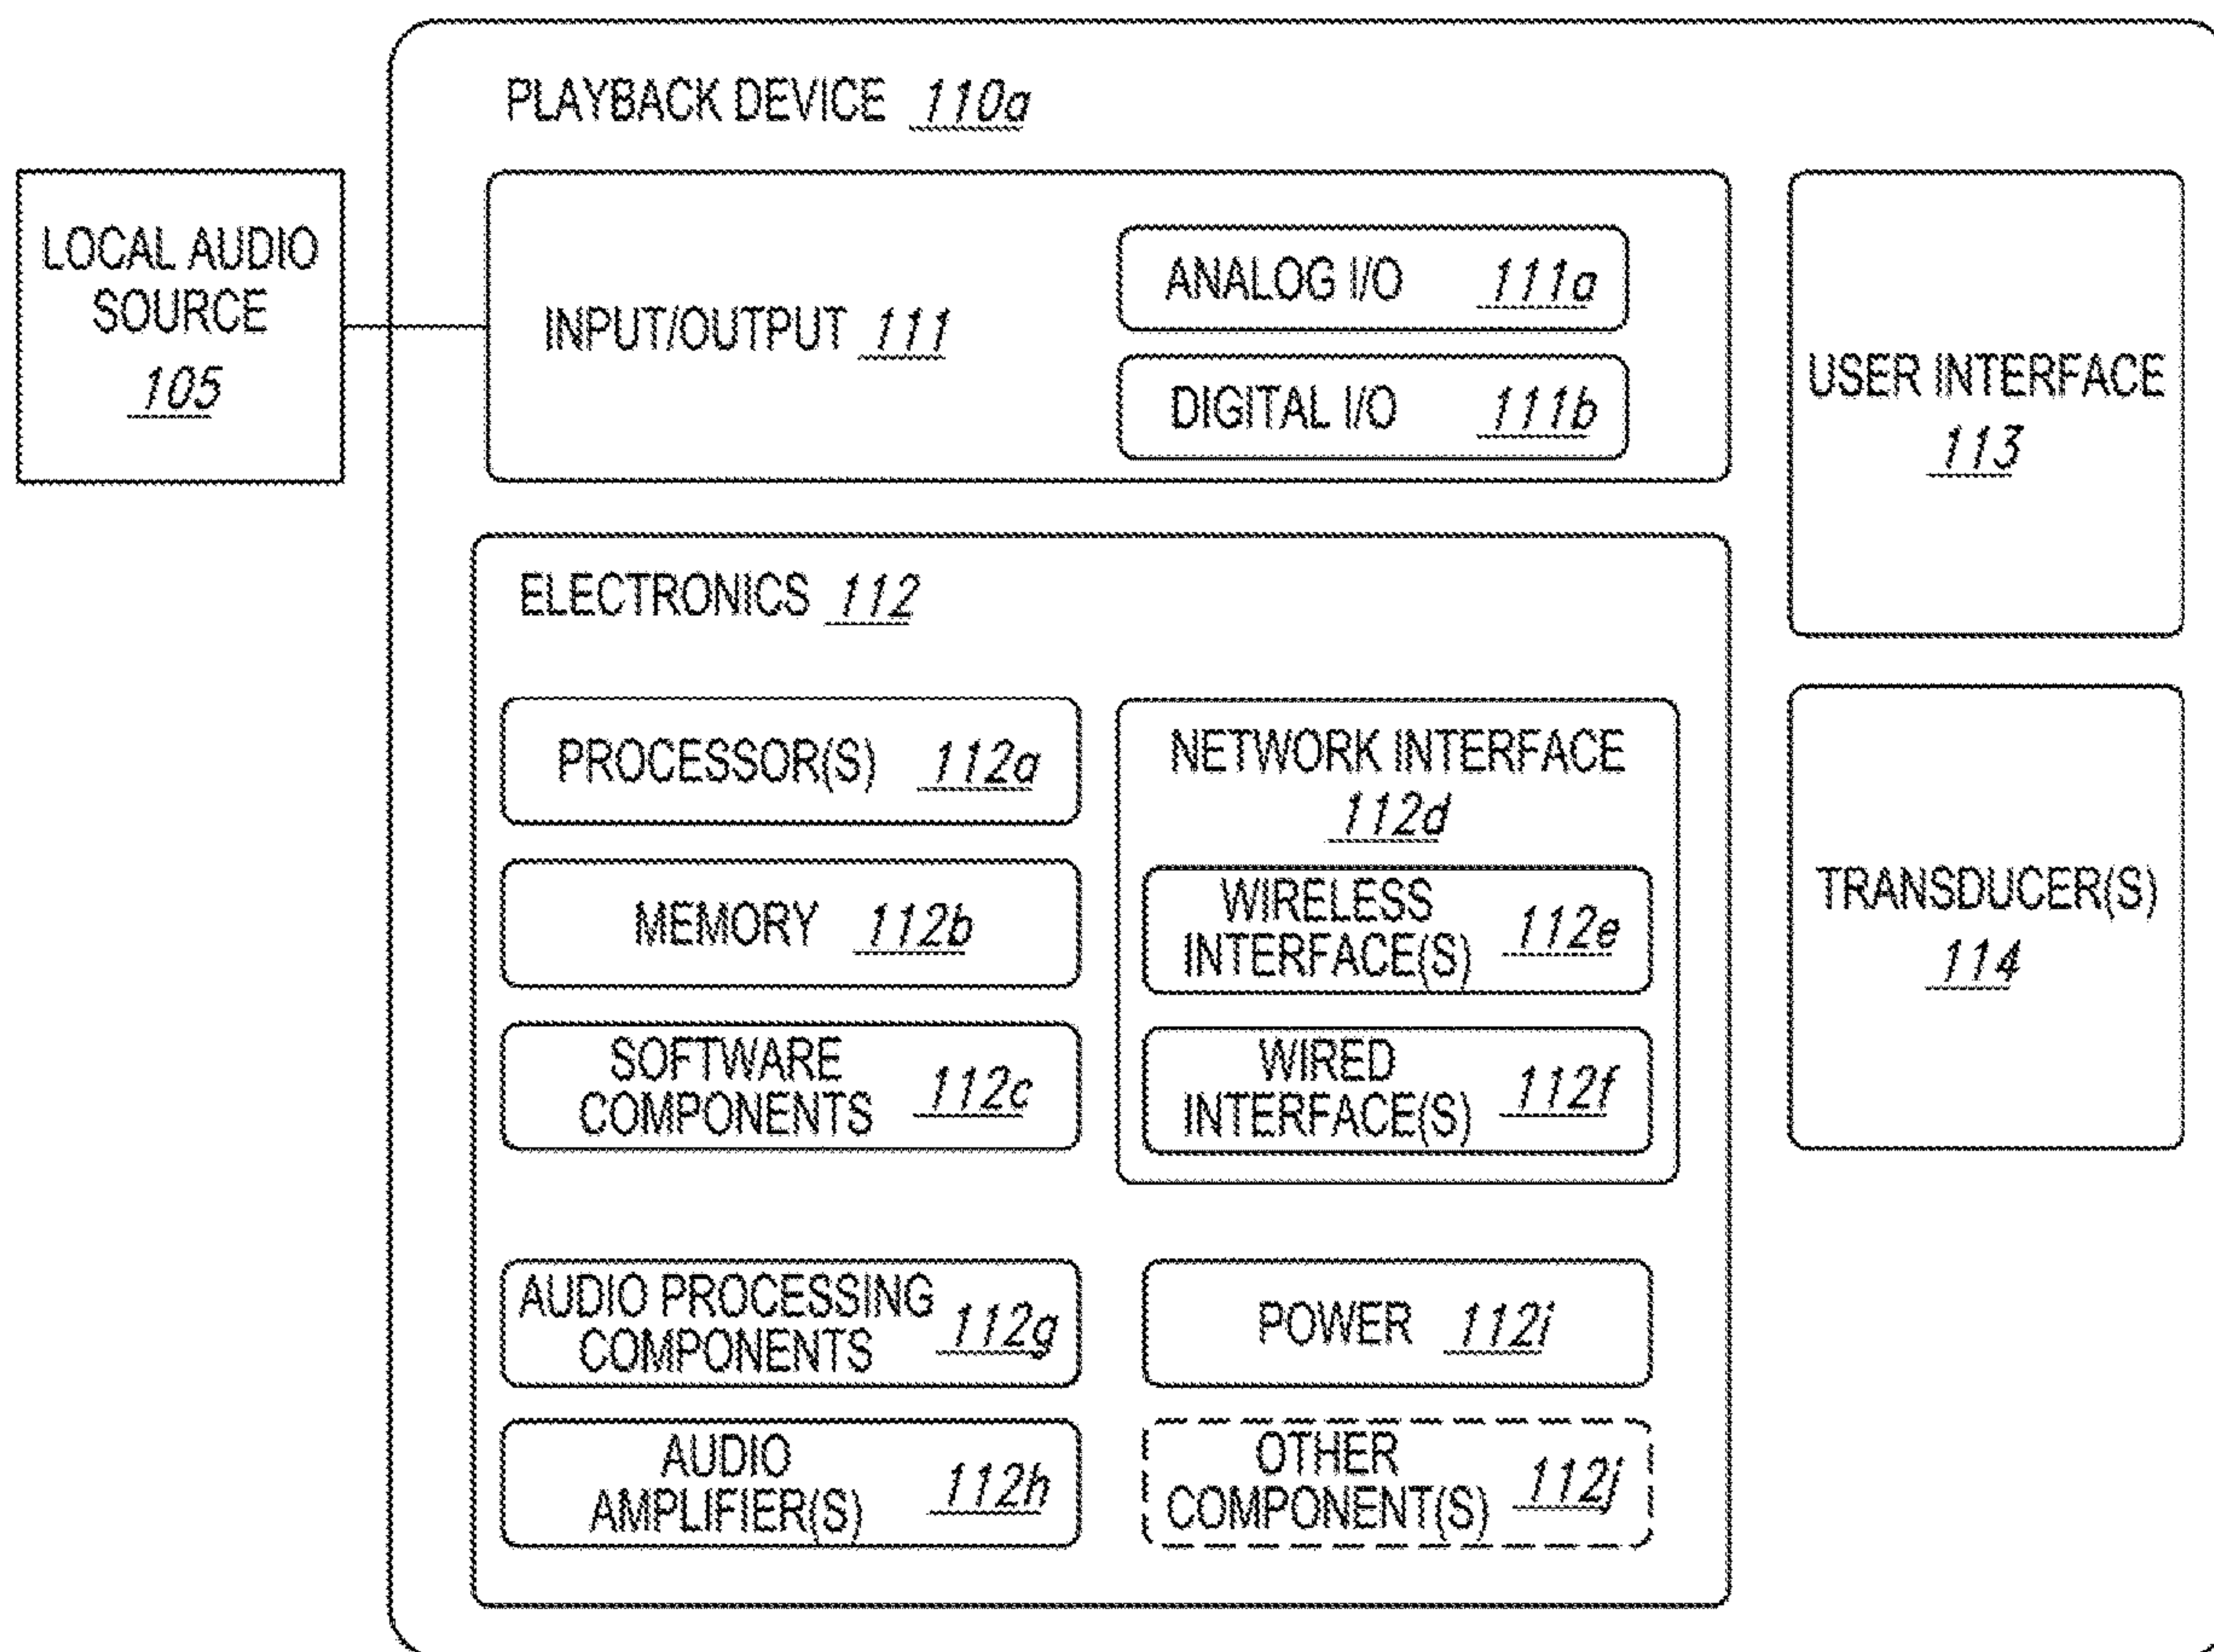 PLAYBACK DEVICE 110a
LOCAL AUDIO
SOURCE
105
INPUT/OUTPUT 111
ANALOG I/O 111a
DIGITAL I/O 111b
USER INTERFACE
113
ELECTRONICS 112
PROCESSOR(S) 112a
MEMORY 112b
SOFTWARE
COMPONENTS 112c
NETWORK INTERFACE
112d
WIRELESS
INTERFACE(S) 112e
WIRED
INTERFACE(S) 112f
TRANSDUCER(S)
114
AUDIO PROCESSING
COMPONENTS 112g
POWER 112i
AUDIO
AMPLIFIER(S) 112h
OTHER
COMPONENT(S) 112j